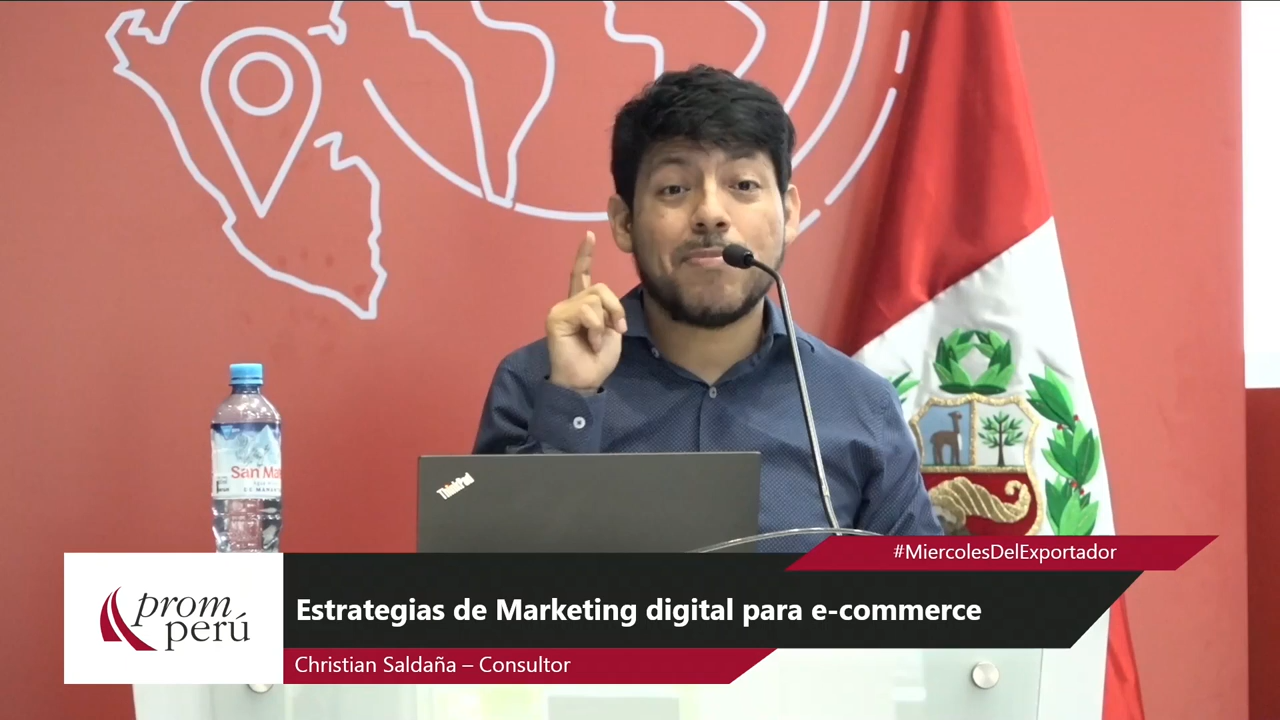 San Ma
ThinkPad
#MiercolesDelExportador
prom
perú
Estrategias de Marketing digital para e-commerce
Christian Saldaña – Consultor